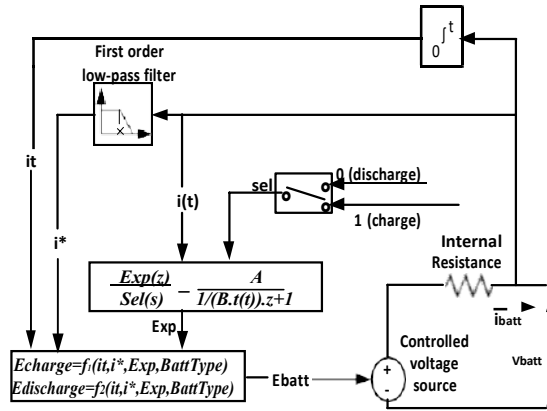 ∫ t
0
First order
low-pass filter
it
i*
i(t)
sel
0 (discharge)
1 (charge)
Exp(z)
Sel(s)
–
A
1/(B.t(t)).z+1
Exp
Echarge=f₁(it,i*,Exp,BattType)
Edischarge=f₂(it,i*,Exp,BattType)
Ebatt
Internal
Resistance
+
-
Controlled
voltage
source
ibatt
Vbatt
-